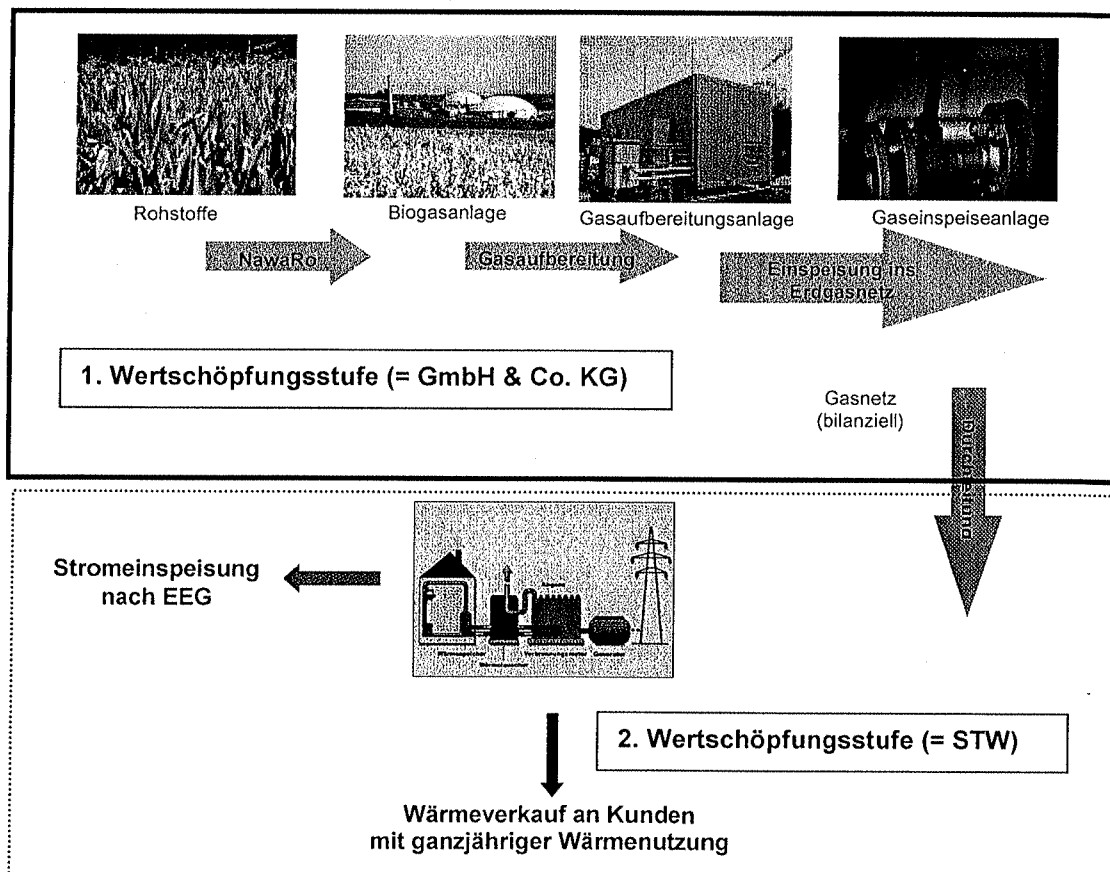 Rohstoffe
Biogasanlage
Gasaufbereitungsanlage
Gaseinspeiseanlage
NawaRo
Gasaufbereitung
Einspeisung ins
Erdgasnetz
1. Wertschöpfungsstufe (= GmbH & Co. KG)
Gasnetz
(bilanziell)
Durchleitung
Stromeinspeisung
nach EEG
Generator
2. Wertschöpfungsstufe (= STW)
Wärmeverkauf an Kunden
mit ganzjähriger Wärmenutzung